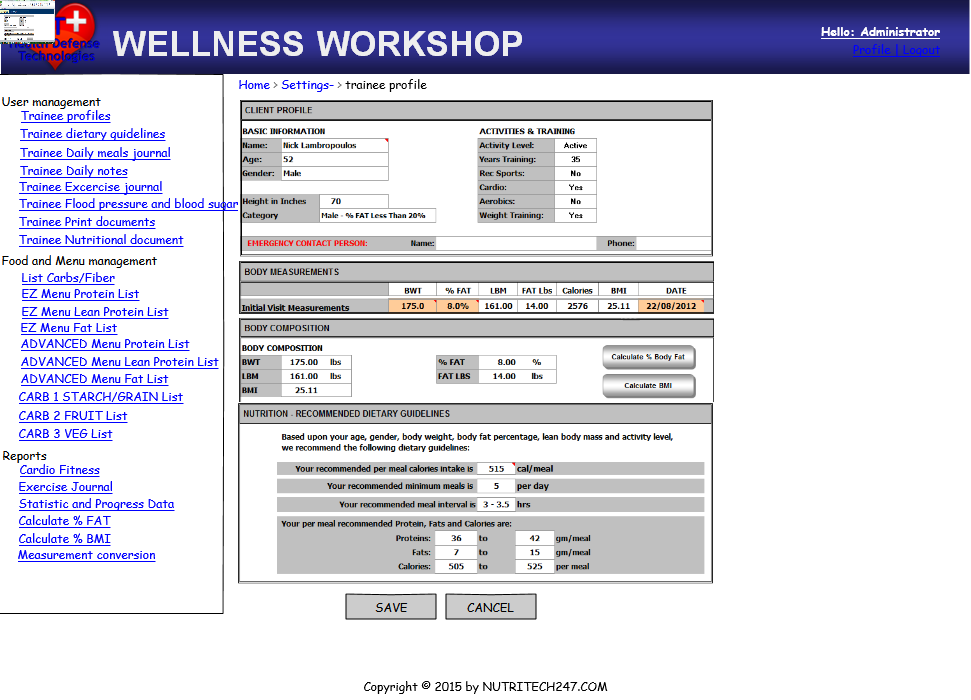 Health Defense
Technologies
WELLNESS WORKSHOP
Hello: Administrator
Profile | Logout
Home > Settings- > trainee profile
User management
Trainee profiles
Trainee dietary guidelines
Trainee Daily meals journal
Trainee Daily notes
Trainee Excercise journal
Trainee Flood pressure and blood sugar
Trainee Print documents
Trainee Nutritional document
Food and Menu management
List Carbs/Fiber
EZ Menu Protein List
EZ Menu Lean Protein List
EZ Menu Fat List
ADVANCED Menu Protein List
ADVANCED Menu Lean Protein List
ADVANCED Menu Fat List
CARB 1 STARCH/GRAIN List
CARB 2 FRUIT List
CARB 3 VEG List
Reports
Cardio Fitness
Exercise Journal
Statistic and Progress Data
Calculate % FAT
Calculate % BMI
Measurement conversion
CLIENT PROFILE
BASIC INFORMATION ACTIVITIES & TRAINING
Name: Nick Lambropoulos Activity Level: Active
Age: 52 Years Training: 35
Gender: Male Rec Sports: No
Cardio: Yes
Height in Inches 70 Aerobics: No
Category Male - % FAT Less Than 20% Weight Training: Yes
EMERGENCY CONTACT PERSON: Name: Phone:
BODY MEASUREMENTS
BWT % FAT LBM FAT Lbs Calories BMI DATE
Initial Visit Measurements 175.0 8.0% 161.00 14.00 2576 25.11 22/08/2012
BODY COMPOSITION
BODY COMPOSITION
BWT 175.00 lbs % FAT 8.00 % Calculate % Body Fat
LBM 161.00 lbs FAT LBS 14.00 lbs
BMI 25.11 Calculate BMI
NUTRITION - RECOMMENDED DIETARY GUIDELINES
Based upon your age, gender, body weight, body fat percentage, lean body mass and activity level,
we recommend the following dietary guidelines:
Your recommended per meal calories intake is 515 cal/meal
Your recommended minimum meals is 5 per day
Your recommended meal interval is 3 - 3.5 hrs
Your per meal recommended Protein, Fats and Calories are:
Proteins: 36 to 42 gm/meal
Fats: 7 to 15 gm/meal
Calories: 505 to 525 per meal
SAVE CANCEL
Copyright © 2015 by NUTRITECH247.COM